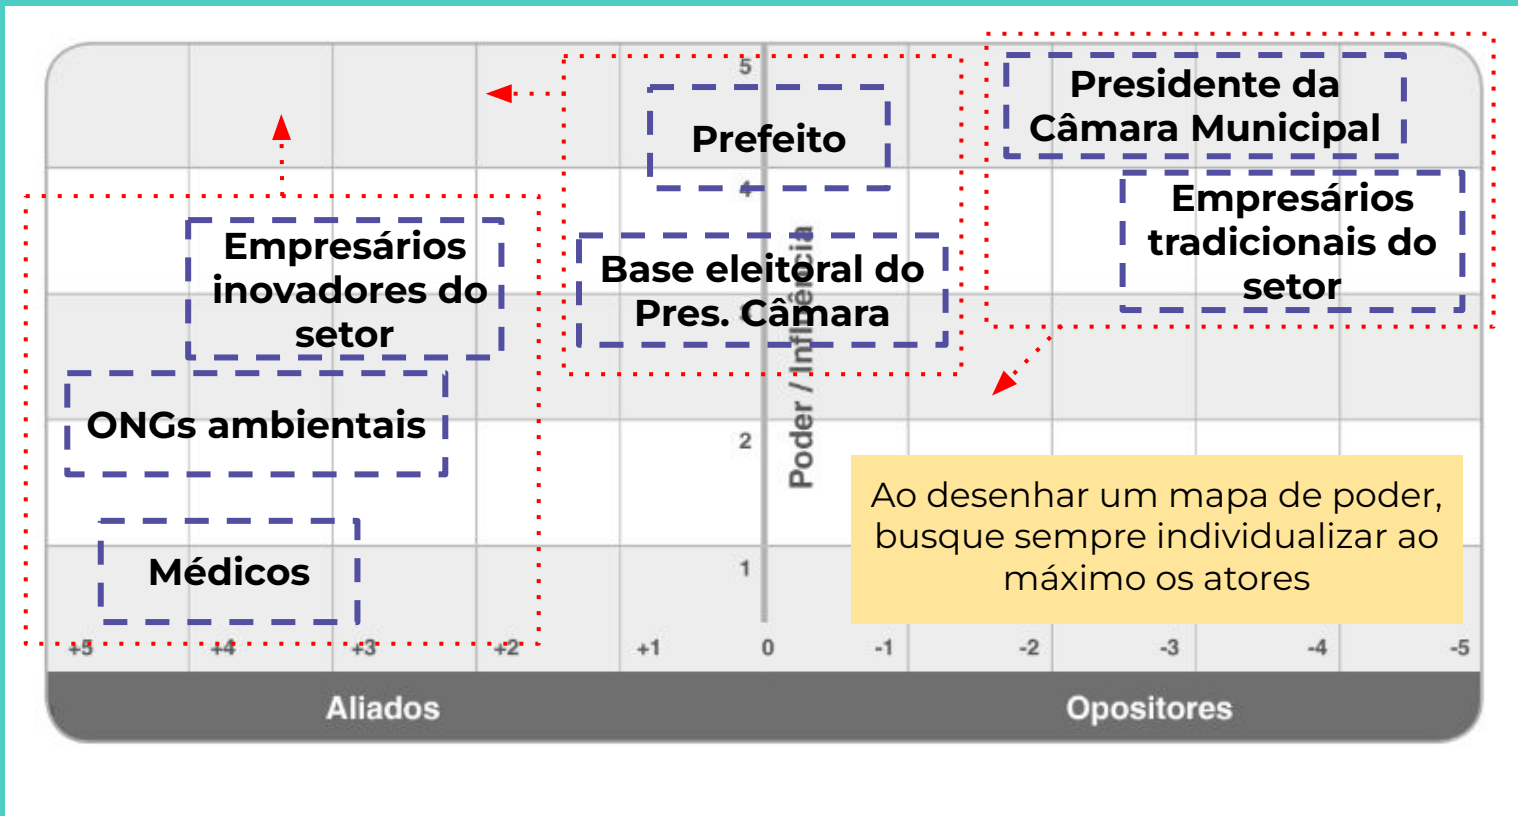 5
Presidente da
Câmara Municipal
Prefeito
4
Empresários
tradicionais do
setor
Empresários
inovadores do
setor
Base eleitoral do
Pres. Câmara
3
Poder / Influência
ONGs ambientais
2
Ao desenhar um mapa de poder,
busque sempre individualizar ao
máximo os atores
Médicos
1
+5 +4 +3 +2 +1 0 -1 -2 -3 -4 -5
Aliados Opositores